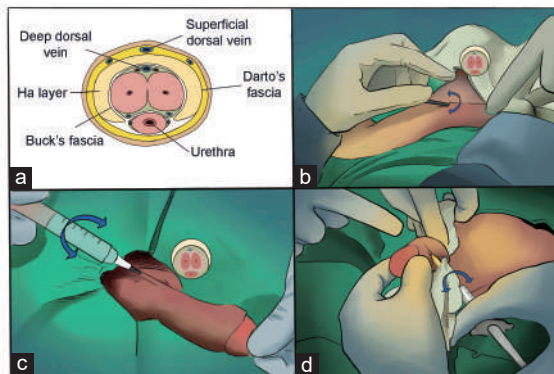 Superficial
dorsal vein
Deep dorsal
vein
Ha layer
Darto's
fascia
Buck's fascia
Urethra
a
b
c
d